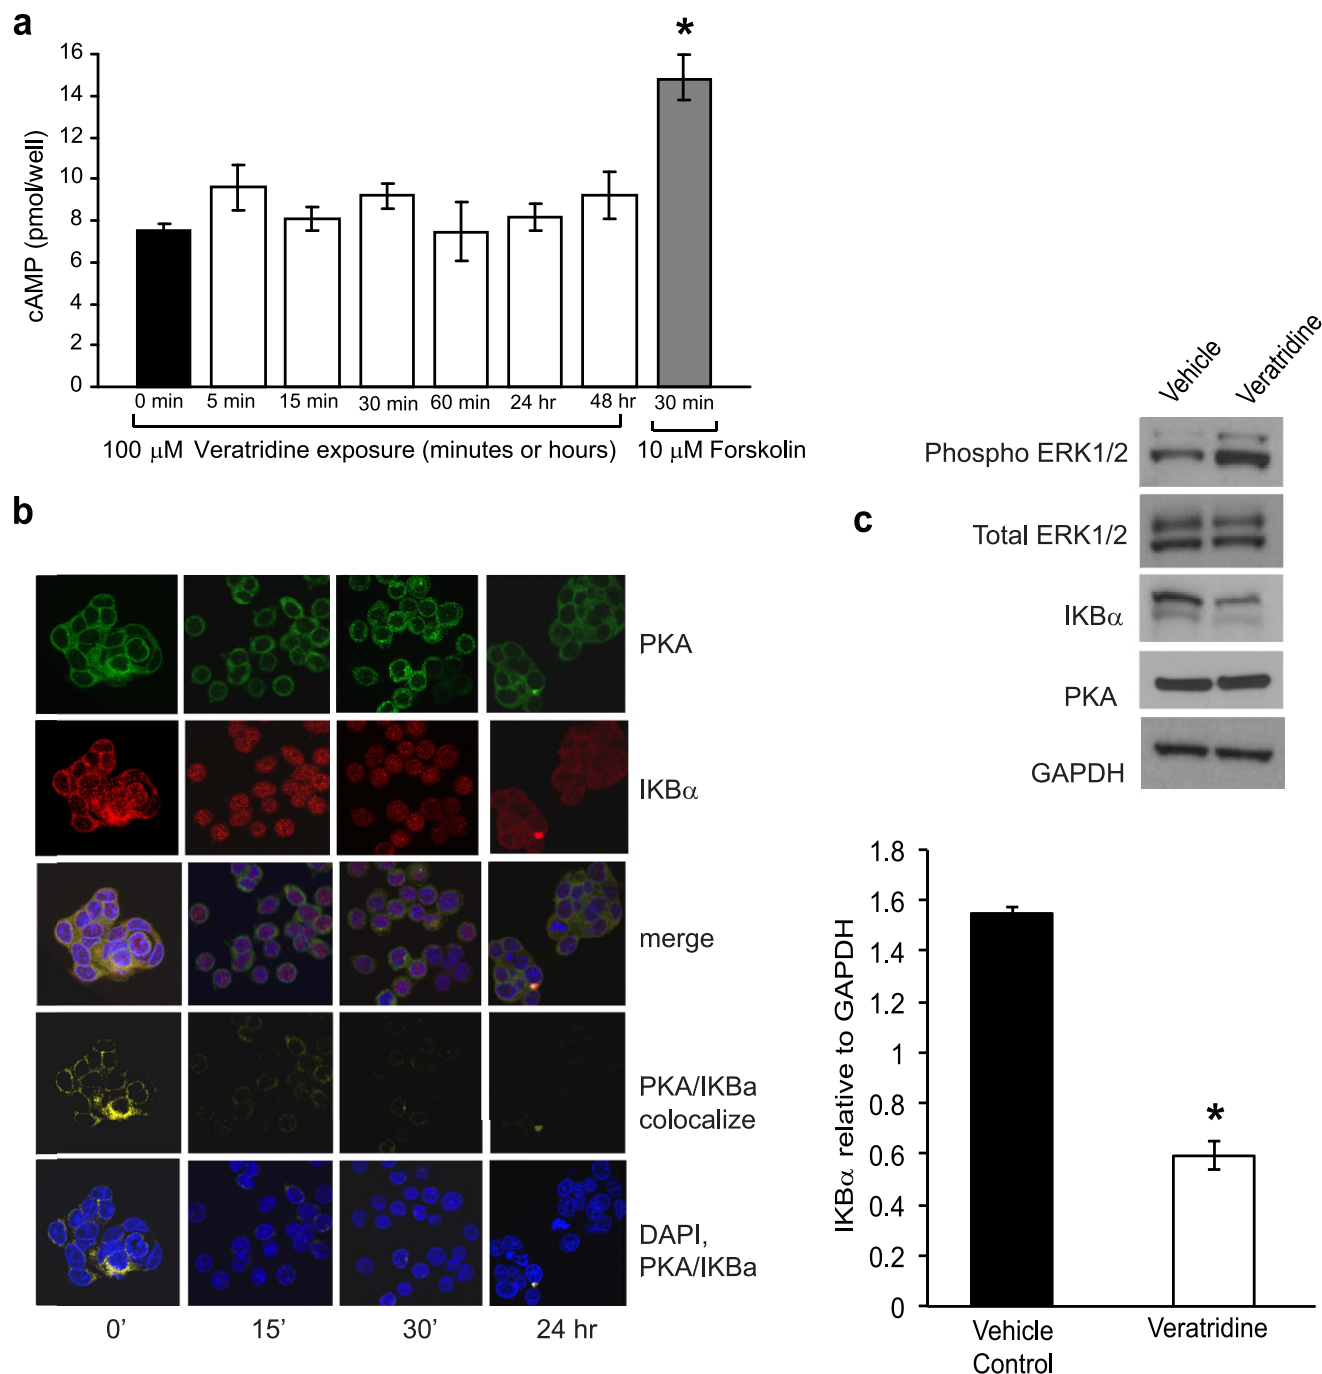 a
*
16
14
12
10
8
6
4
2
0
cAMP (pmol/well)
0 min 5 min 15 min 30 min 60 min 24 hr 48 hr 30 min
100 µM Veratridine exposure (minutes or hours) 10 µM Forskolin
b
PKA
IKBα
merge
PKA/IKBa
colocalize
DAPI,
PKA/IKBa
0’ 15’ 30’ 24 hr
c
Vehicle
Veratridine
Phospho ERK1/2
Total ERK1/2
IKBα
PKA
GAPDH
1.8
1.6
1.4
1.2
1
0.8
0.6
0.4
0.2
0
IKBα relative to GAPDH
*
Vehicle
Control
Veratridine